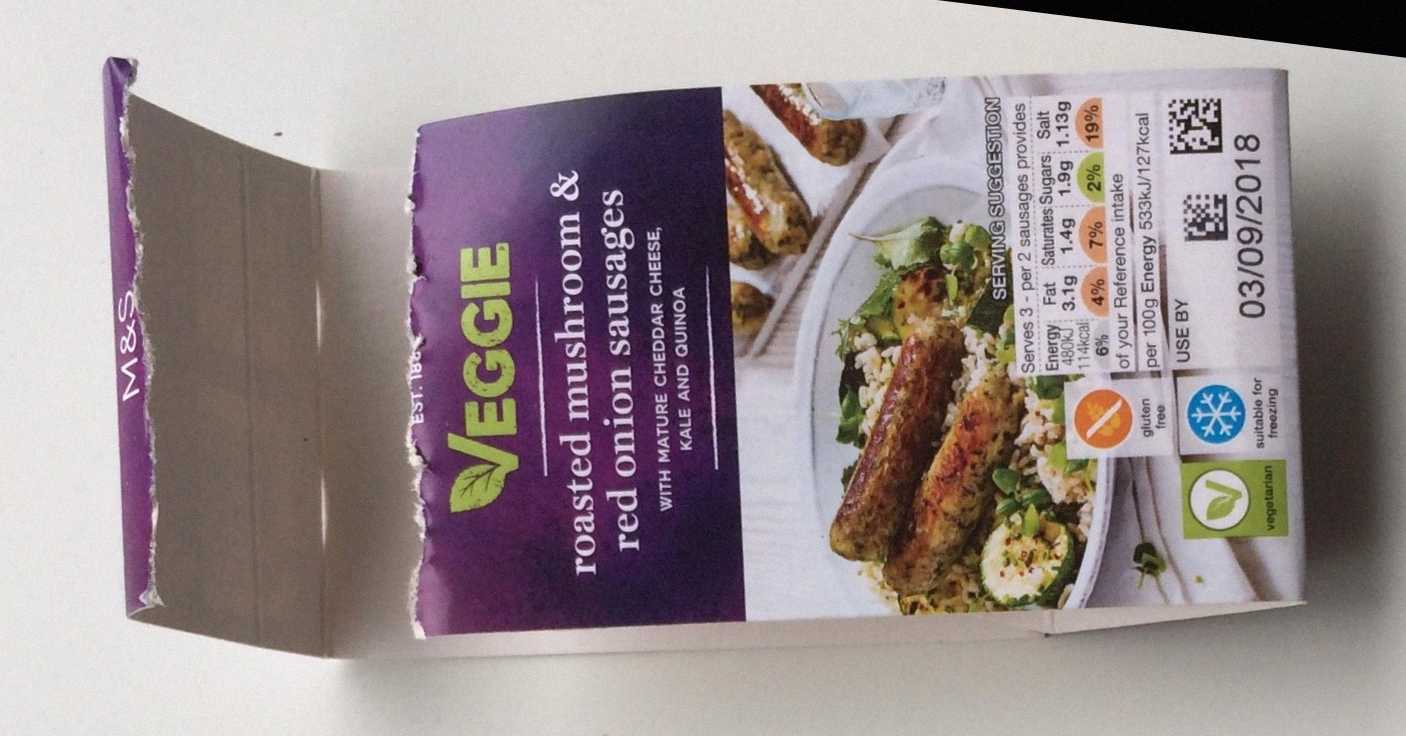 M&S
EST. 188
VEGGIE
roasted mushroom &
red onion sausages
WITH MATURE CHEDDAR CHEESE,
KALE AND QUINOA
SERVING SUGGESTION
Serves 3 - per 2 sausages provides
Energy Fat Saturates Sugars Salt
480kJ 3.1g 1.4g 1.9g 1.13g
114kcal
6% 4% 7% 2% 19%
of your Reference intake
per 100g Energy 533kJ/127kcal
gluten
free
USE BY
03/09/2018
suitable for
freezing
vegetarian